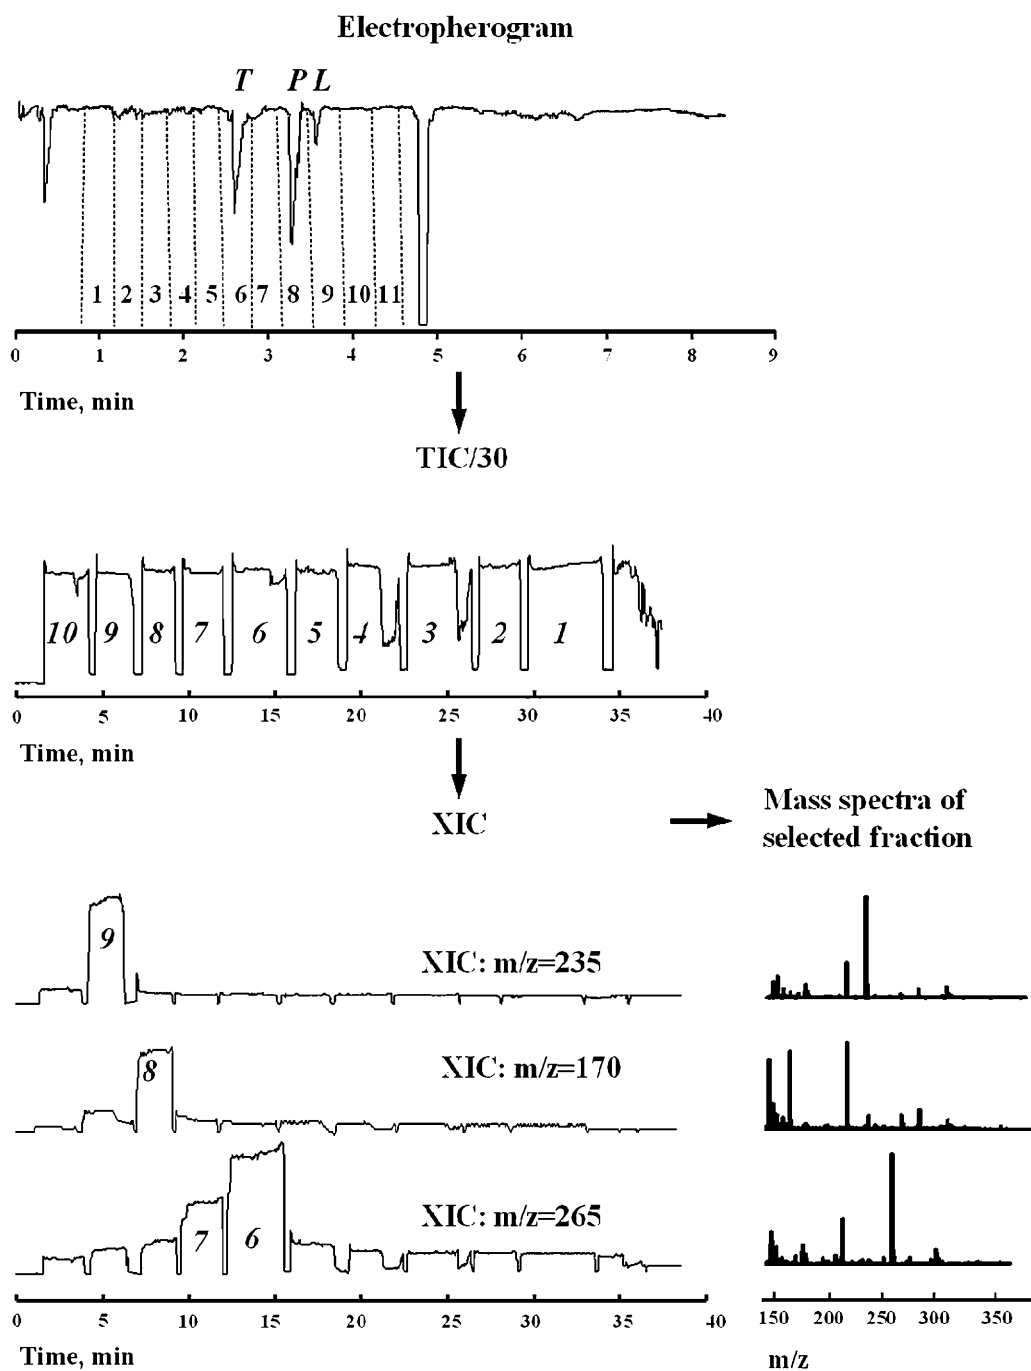 Electropherogram
T P L
1 2 3 4 5 6 7 8 9 10 11
0 1 2 3 4 5 6 7 8 9
Time, min
TIC/30
10 9 8 7 6 5 4 3 2 1
0 5 10 15 20 25 30 35 40
Time, min
XIC
Mass spectra of
selected fraction
9
XIC: m/z=235
8
XIC: m/z=170
7 6
XIC: m/z=265
0 5 10 15 20 25 30 35 40
150 200 250 300 350
Time, min
m/z